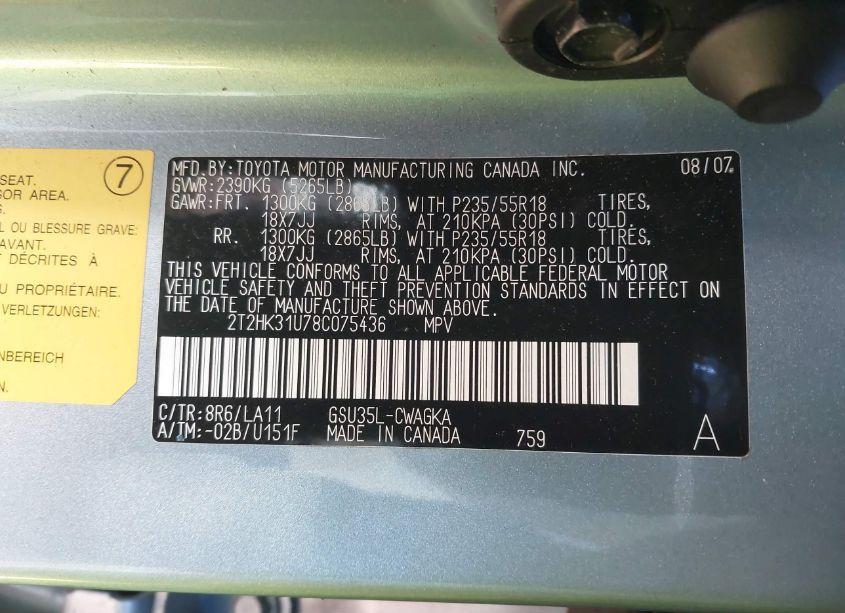 SEAT.
SOR AREA.
S.
L OU BLESSURE GRAVE:
AVANT.
T DÉCRITES À
U PROPRIÉTAIRE.
VERLETZUNGEN:
NBEREICH
7
MFD.BY:TOYOTA MOTOR MANUFACTURING CANADA INC. 08/07
GVWR:2390KG (5265LB)
GAWR:FRT. 1300KG (2865LB) WITH P235/55R18 TIRES,
18X7JJ RIMS, AT 210KPA (30PSI) COLD.
RR. 1300KG (2865LB) WITH P235/55R18 TIRES,
18X7JJ RIMS, AT 210KPA (30PSI) COLD.
THIS VEHICLE CONFORMS TO ALL APPLICABLE FEDERAL MOTOR
VEHICLE SAFETY AND THEFT PREVENTION STANDARDS IN EFFECT ON
THE DATE OF MANUFACTURE SHOWN ABOVE.
2T2HK31U78C075436 MPV
C/TR:8R6/LA11 GSU35L-CWAGKA
A/TM:-02B/U151F MADE IN CANADA 759 A